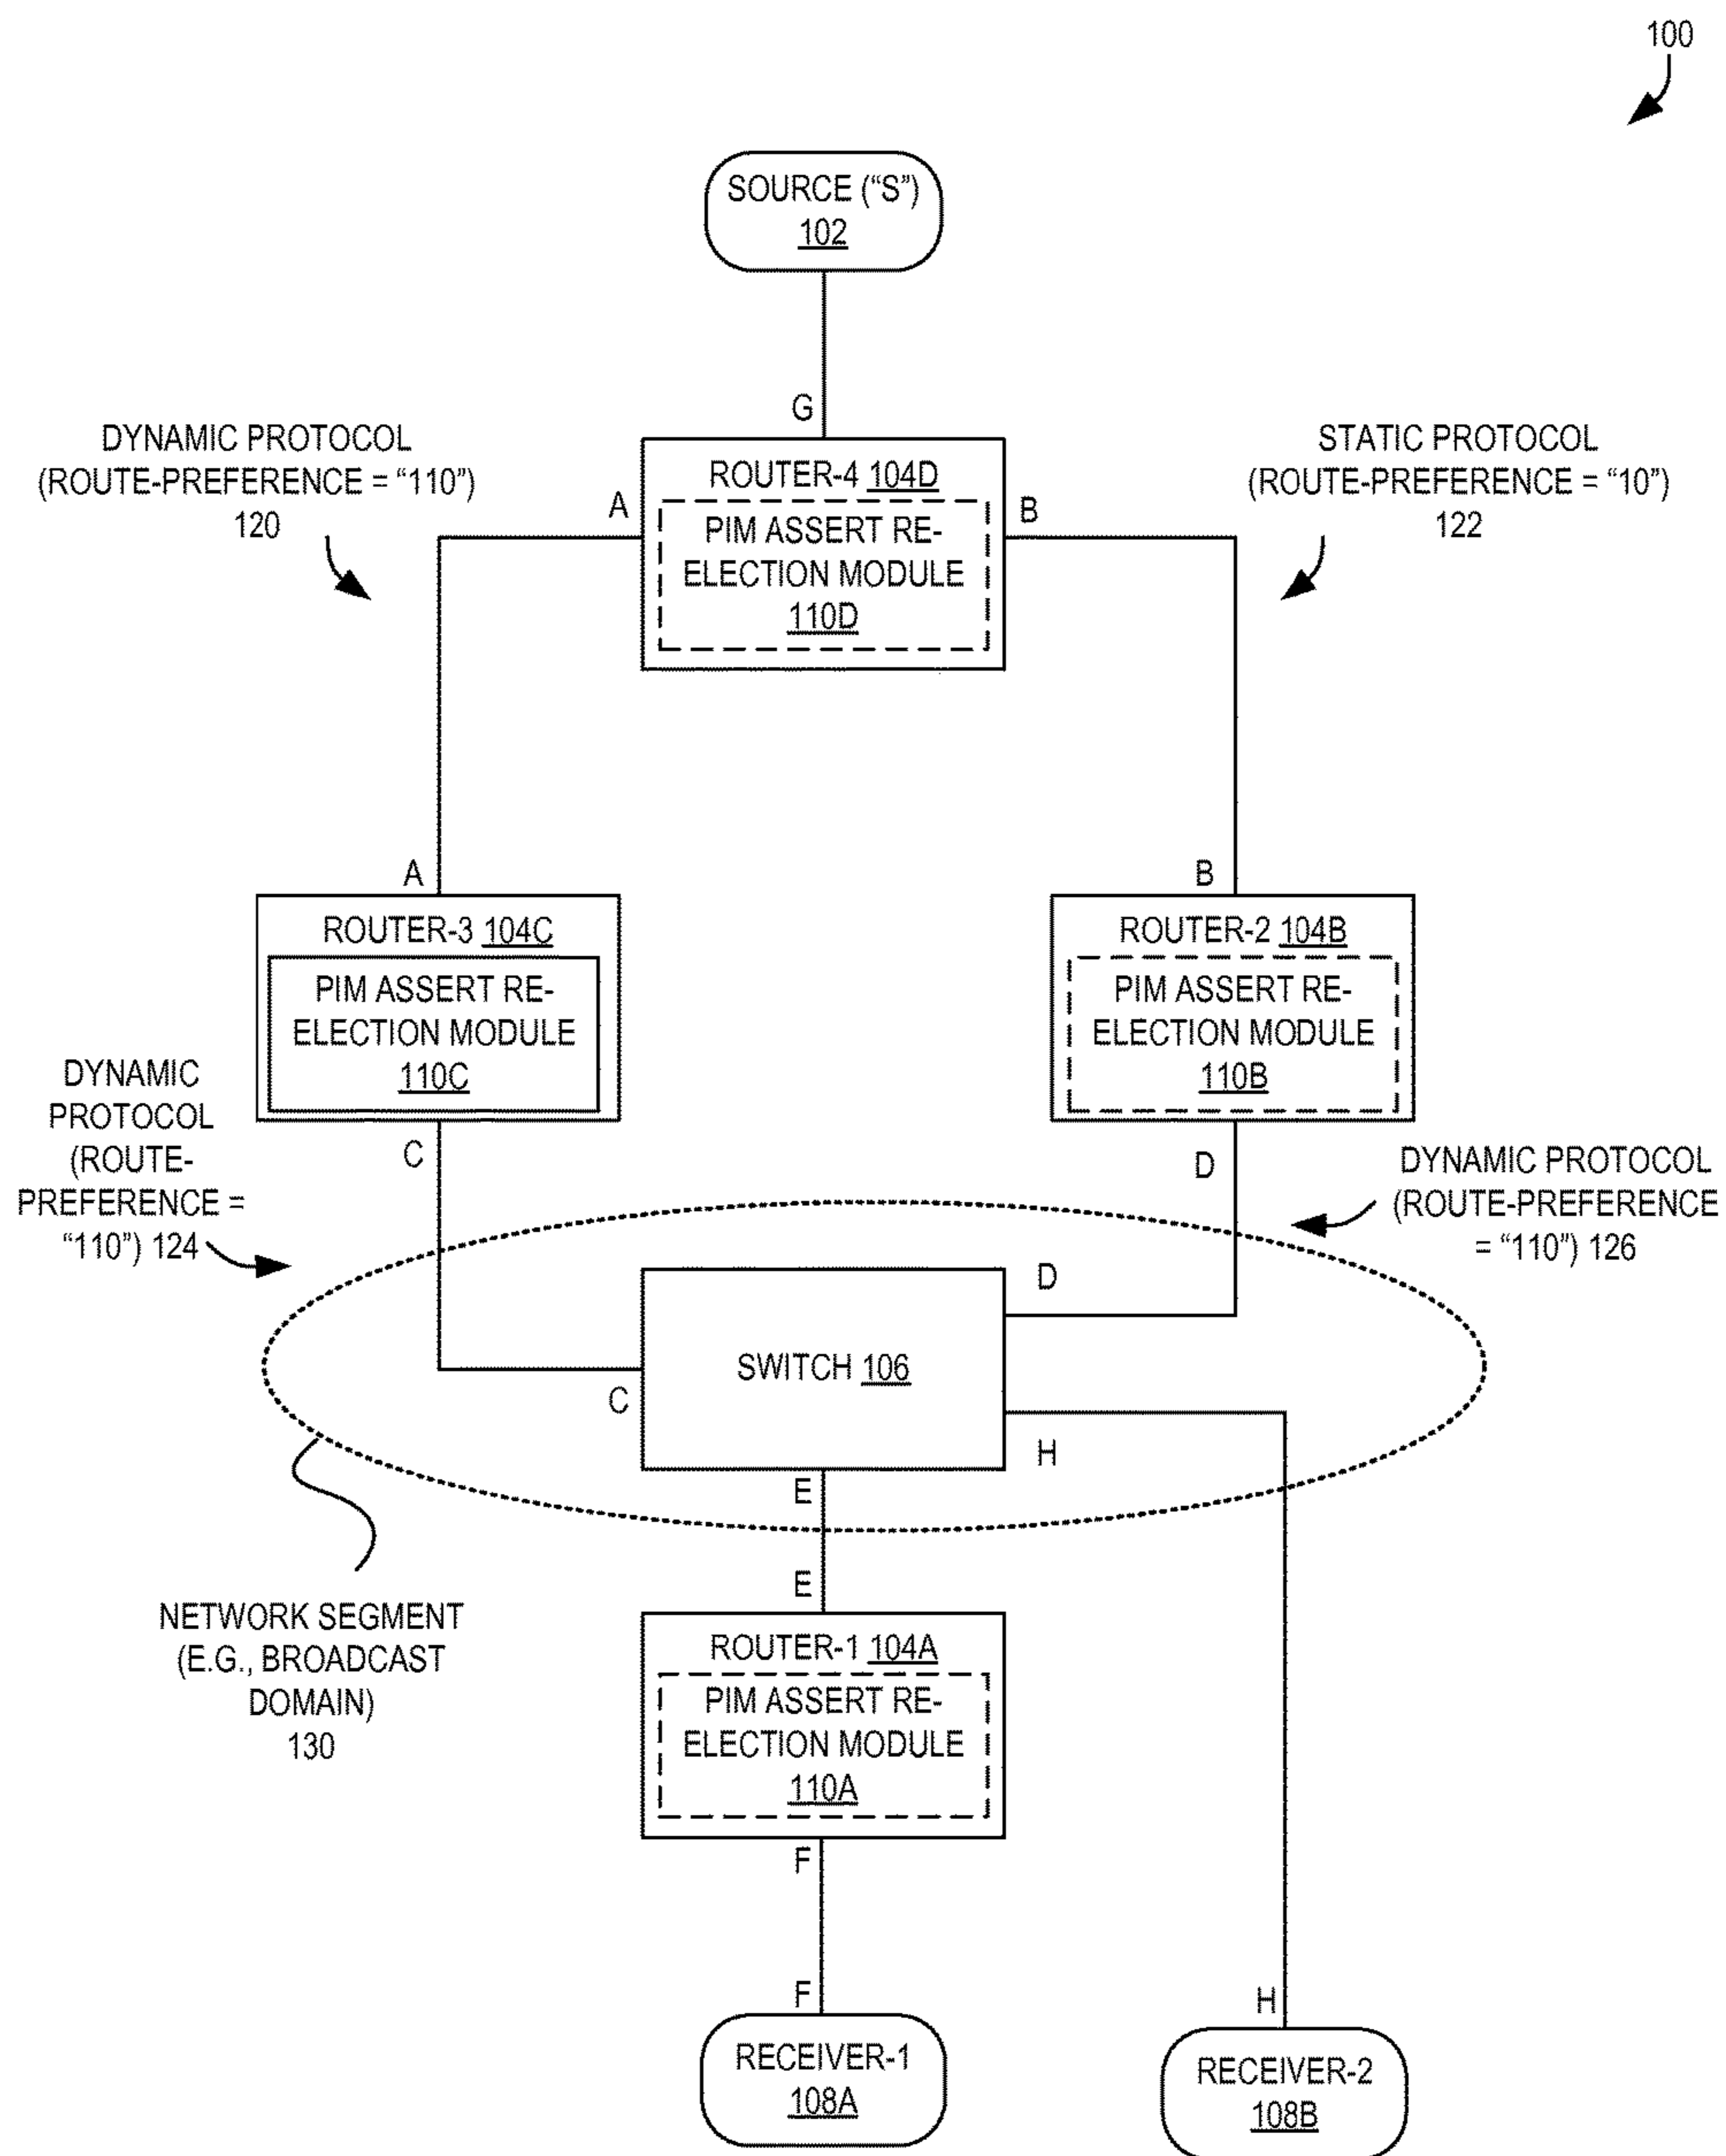 100
SOURCE (“S”)
102
G
DYNAMIC PROTOCOL
(ROUTE-PREFERENCE = “110”)
120
STATIC PROTOCOL
(ROUTE-PREFERENCE = “10”)
122
A
ROUTER-4 104D
PIM ASSERT RE-
ELECTION MODULE
110D
B
A
ROUTER-3 104C
PIM ASSERT RE-
ELECTION MODULE
110C
C
B
ROUTER-2 104B
PIM ASSERT RE-
ELECTION MODULE
110B
D
DYNAMIC
PROTOCOL
(ROUTE-
PREFERENCE =
“110”) 124
DYNAMIC PROTOCOL
(ROUTE-PREFERENCE
= “110”) 126
D
SWITCH 106
C
H
E
E
NETWORK SEGMENT
(E.G., BROADCAST
DOMAIN)
130
ROUTER-1 104A
PIM ASSERT RE-
ELECTION MODULE
110A
F
F
RECEIVER-1
108A
H
RECEIVER-2
108B